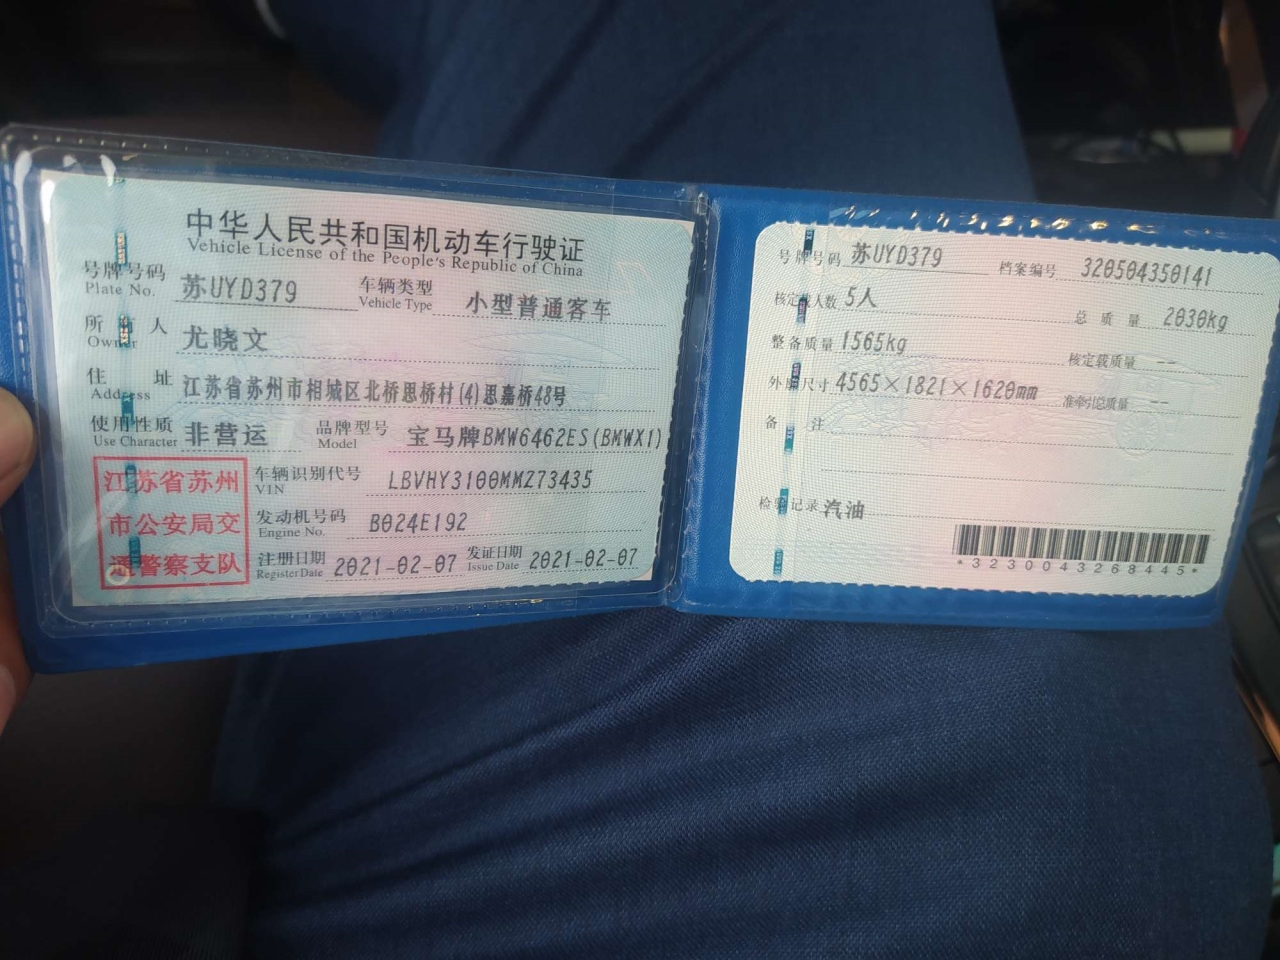 中华人民共和国机动车行驶证
Vehicle License of the People's Republic of China
号牌号码 苏UYD379 车辆类型 小型普通客车
Plate No. Vehicle Type
所有人 尤晓文
Owner
住址 江苏省苏州市相城区北桥思桥村(4)思嘉桥48号
Address
使用性质 非营运 品牌型号 宝马牌BMW6462ES(BMWX1)
Use Character Model
江苏省苏州
市公安局交
通警察支队
车辆识别代号 LBVHY3100MMZ73435
VIN
发动机号码 B024E192
Engine No.
注册日期 2021-02-07 发证日期 2021-02-07
Register Date Issue Date
号牌号码 苏UYD379 档案编号 320504350141
核定载人数 5人 总质量 2030kg
整备质量 1565kg 核定载质量 --
外廓尺寸 4565×1821×1620mm 准牵引总质量 --
备注
检验记录 汽油
*3230043268445*